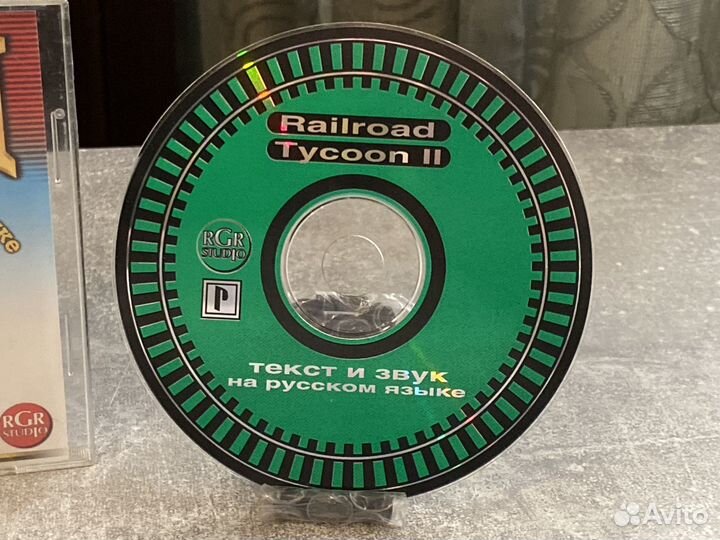 Railroad
Tycoon II
RGR
STUDIO
P
текст и звук
на русском языке
RGR
STUDIO
Avito